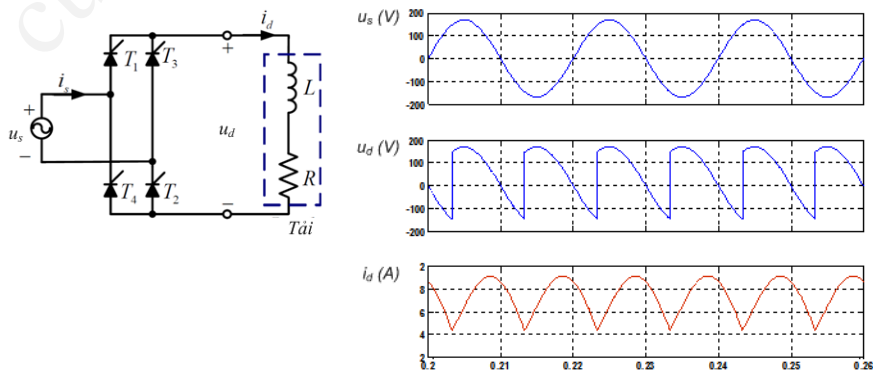 cu
i_d
+
T_1
T_3
i_s
+
u_s
−
u_d
L
R
T_4
T_2
−
Tải
u_s (V)
200
100
0
-100
-200
u_d (V)
200
100
0
-100
-200
i_d (A)
2
8
6
4
2
0.2
0.21
0.22
0.23
0.24
0.25
0.26